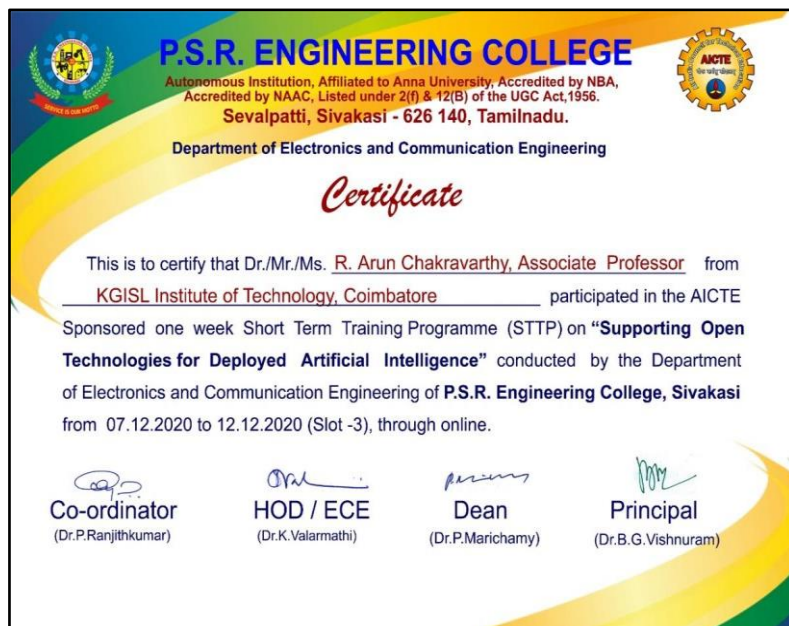 P.S.R. ENGINEERING COLLEGE
Autonomous Institution, Affiliated to Anna University, Accredited by NBA,
Accredited by NAAC, Listed under 2(f) & 12(B) of the UGC Act,1956.
Sevalpatti, Sivakasi - 626 140, Tamilnadu.
SERVICE IS OUR MOTTO
AICTE
Department of Electronics and Communication Engineering
Certificate
This is to certify that Dr./Mr./Ms. R. Arun Chakravarthy, Associate Professor from
KGISL Institute of Technology, Coimbatore participated in the AICTE
Sponsored one week Short Term Training Programme (STTP) on “Supporting Open
Technologies for Deployed Artificial Intelligence” conducted by the Department
of Electronics and Communication Engineering of P.S.R. Engineering College, Sivakasi
from 07.12.2020 to 12.12.2020 (Slot -3), through online.
Co-ordinator HOD / ECE Dean Principal
(Dr.P.Ranjithkumar) (Dr.K.Valarmathi) (Dr.P.Marichamy) (Dr.B.G.Vishnuram)